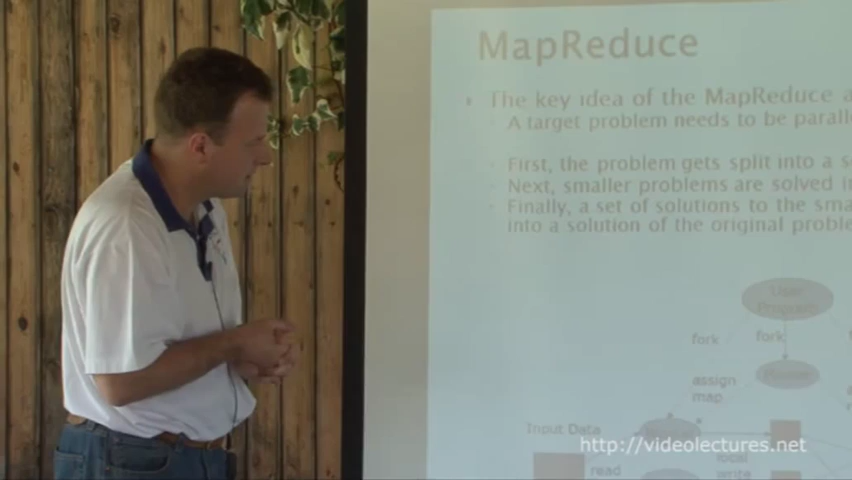 MapReduce
The key idea of the MapReduce a
A target problem needs to be paralle
First, the problem gets split into a s
Next, smaller problems are solved i
Finally, a set of solutions to the sma
into a solution of the original proble
User
Program
fork
fork
Master
assign
map
Input Data
http://videolectures.net
local
read
write